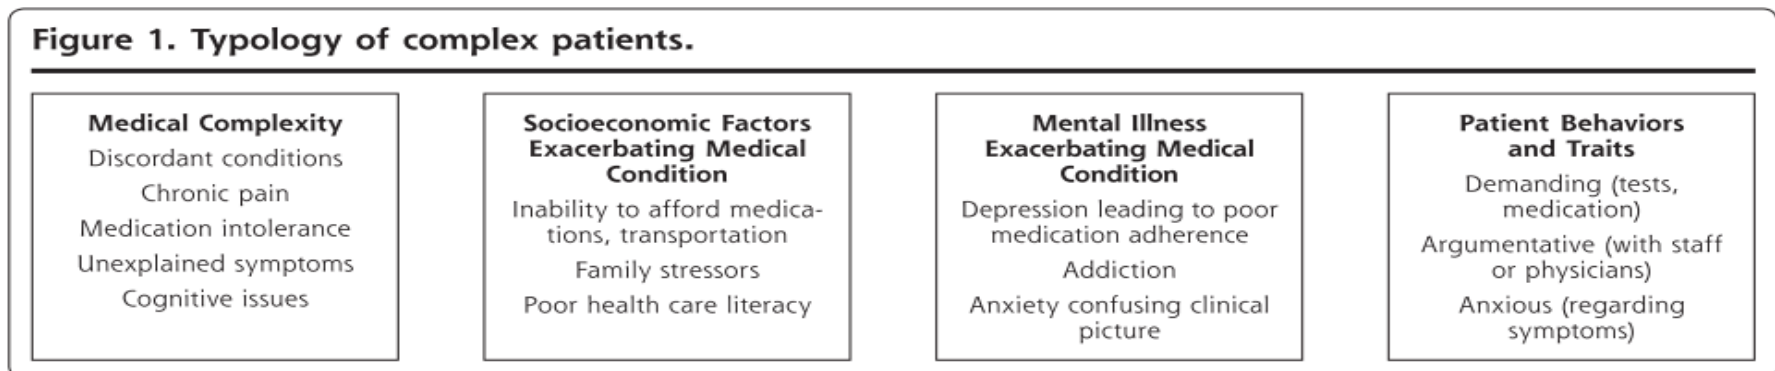 Figure 1. Typology of complex patients.
Medical Complexity
Discordant conditions
Chronic pain
Medication intolerance
Unexplained symptoms
Cognitive issues
Socioeconomic Factors
Exacerbating Medical
Condition
Inability to afford medica-
tions, transportation
Family stressors
Poor health care literacy
Mental Illness
Exacerbating Medical
Condition
Depression leading to poor
medication adherence
Addiction
Anxiety confusing clinical
picture
Patient Behaviors
and Traits
Demanding (tests,
medication)
Argumentative (with staff
or physicians)
Anxious (regarding
symptoms)